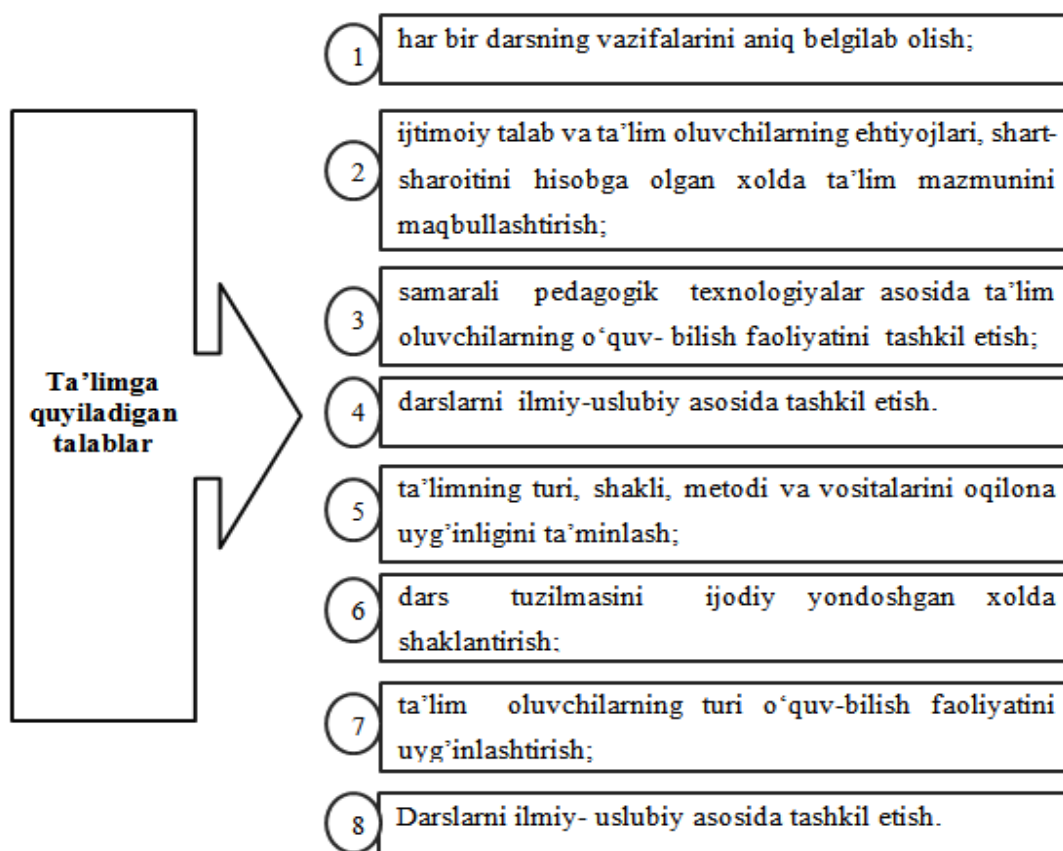 1
har bir darsning vazifalarini aniq belgilab olish;
2
ijtimoiy talab va ta’lim oluvchilarning ehtiyojlari, shart-
sharoitini hisobga olgan xolda ta’lim mazmunini
maqbullashtirish;
3
samarali pedagogik texnologiyalar asosida ta’lim
oluvchilarning o‘quv- bilish faoliyatini tashkil etish;
Ta’limga
quyiladigan
talablar
4
darslarni ilmiy-uslubiy asosida tashkil etish.
5
ta’limning turi, shakli, metodi va vositalarini oqilona
uyg’inligini ta’minlash;
6
dars tuzilmasini ijodiy yondoshgan xolda
shaklantirish;
7
ta’lim oluvchilarning turi o‘quv-bilish faoliyatini
uyg’inlashtirish;
8
Darslarni ilmiy- uslubiy asosida tashkil etish.